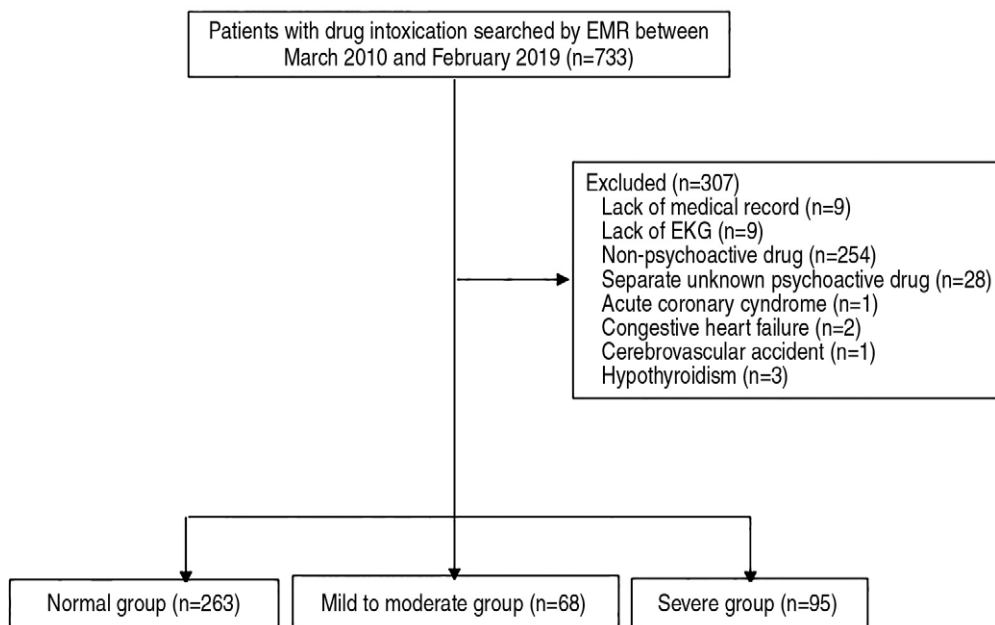 Patients with drug intoxication searched by EMR between
March 2010 and February 2019 (n=733)
Excluded (n=307)
Lack of medical record (n=9)
Lack of EKG (n=9)
Non-psychoactive drug (n=254)
Separate unknown psychoactive drug (n=28)
Acute coronary cyndrome (n=1)
Congestive heart failure (n=2)
Cerebrovascular accident (n=1)
Hypothyroidism (n=3)
Normal group (n=263)
Mild to moderate group (n=68)
Severe group (n=95)